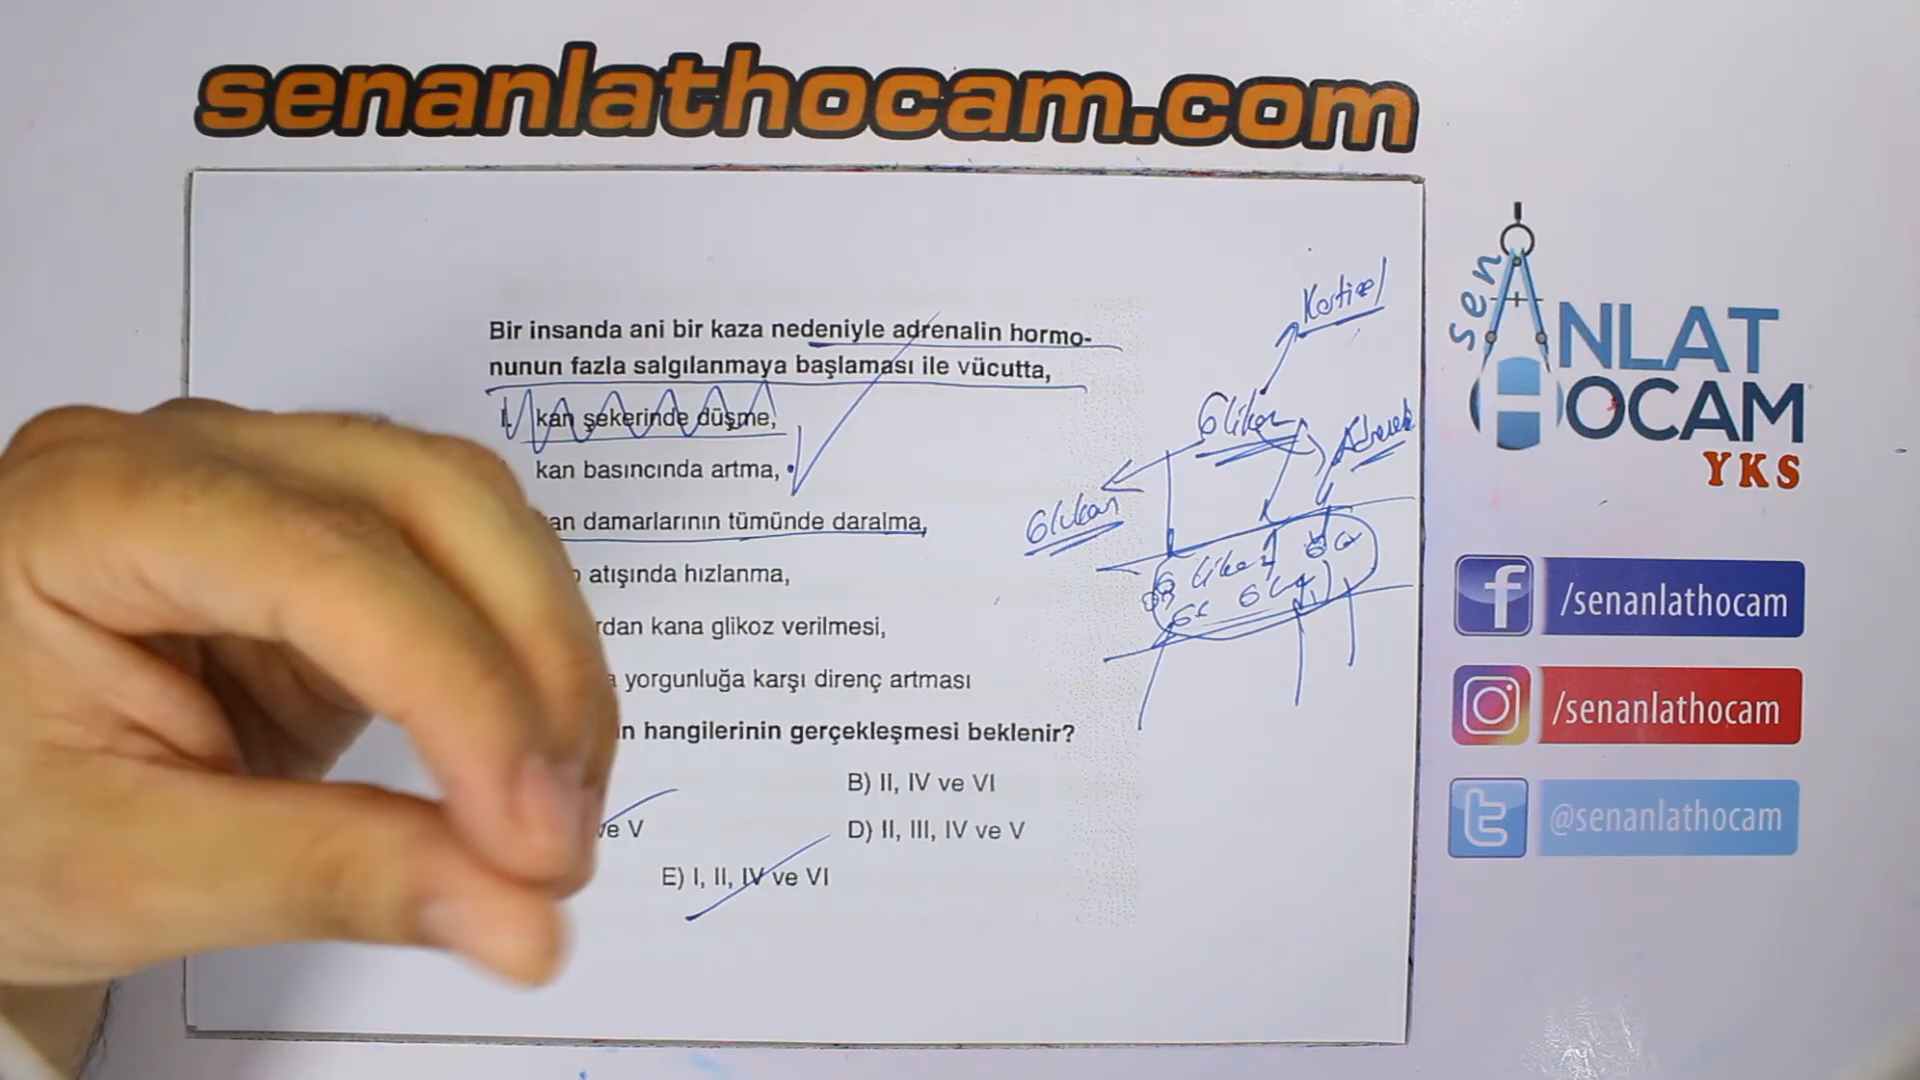 senanlathocam.com
Bir insanda ani bir kaza nedeniyle adrenalin hormo-
nunun fazla salgılanmaya başlaması ile vücutta,
I. kan şekerinde düşme,
kan basıncında artma,
an damarlarının tümünde daralma,
atışında hızlanma,
rdan kana glikoz verilmesi,
yorgunluğa karşı direnç artması
n hangilerinin gerçekleşmesi beklenir?
B) II, IV ve VI
ve V
D) II, III, IV ve V
E) I, II, IV ve VI
Kortizol
Glikoz
Glukagon
sen
ANLAT
HOCAM
YKS
/senanlathocam
/senanlathocam
@senanlathocam